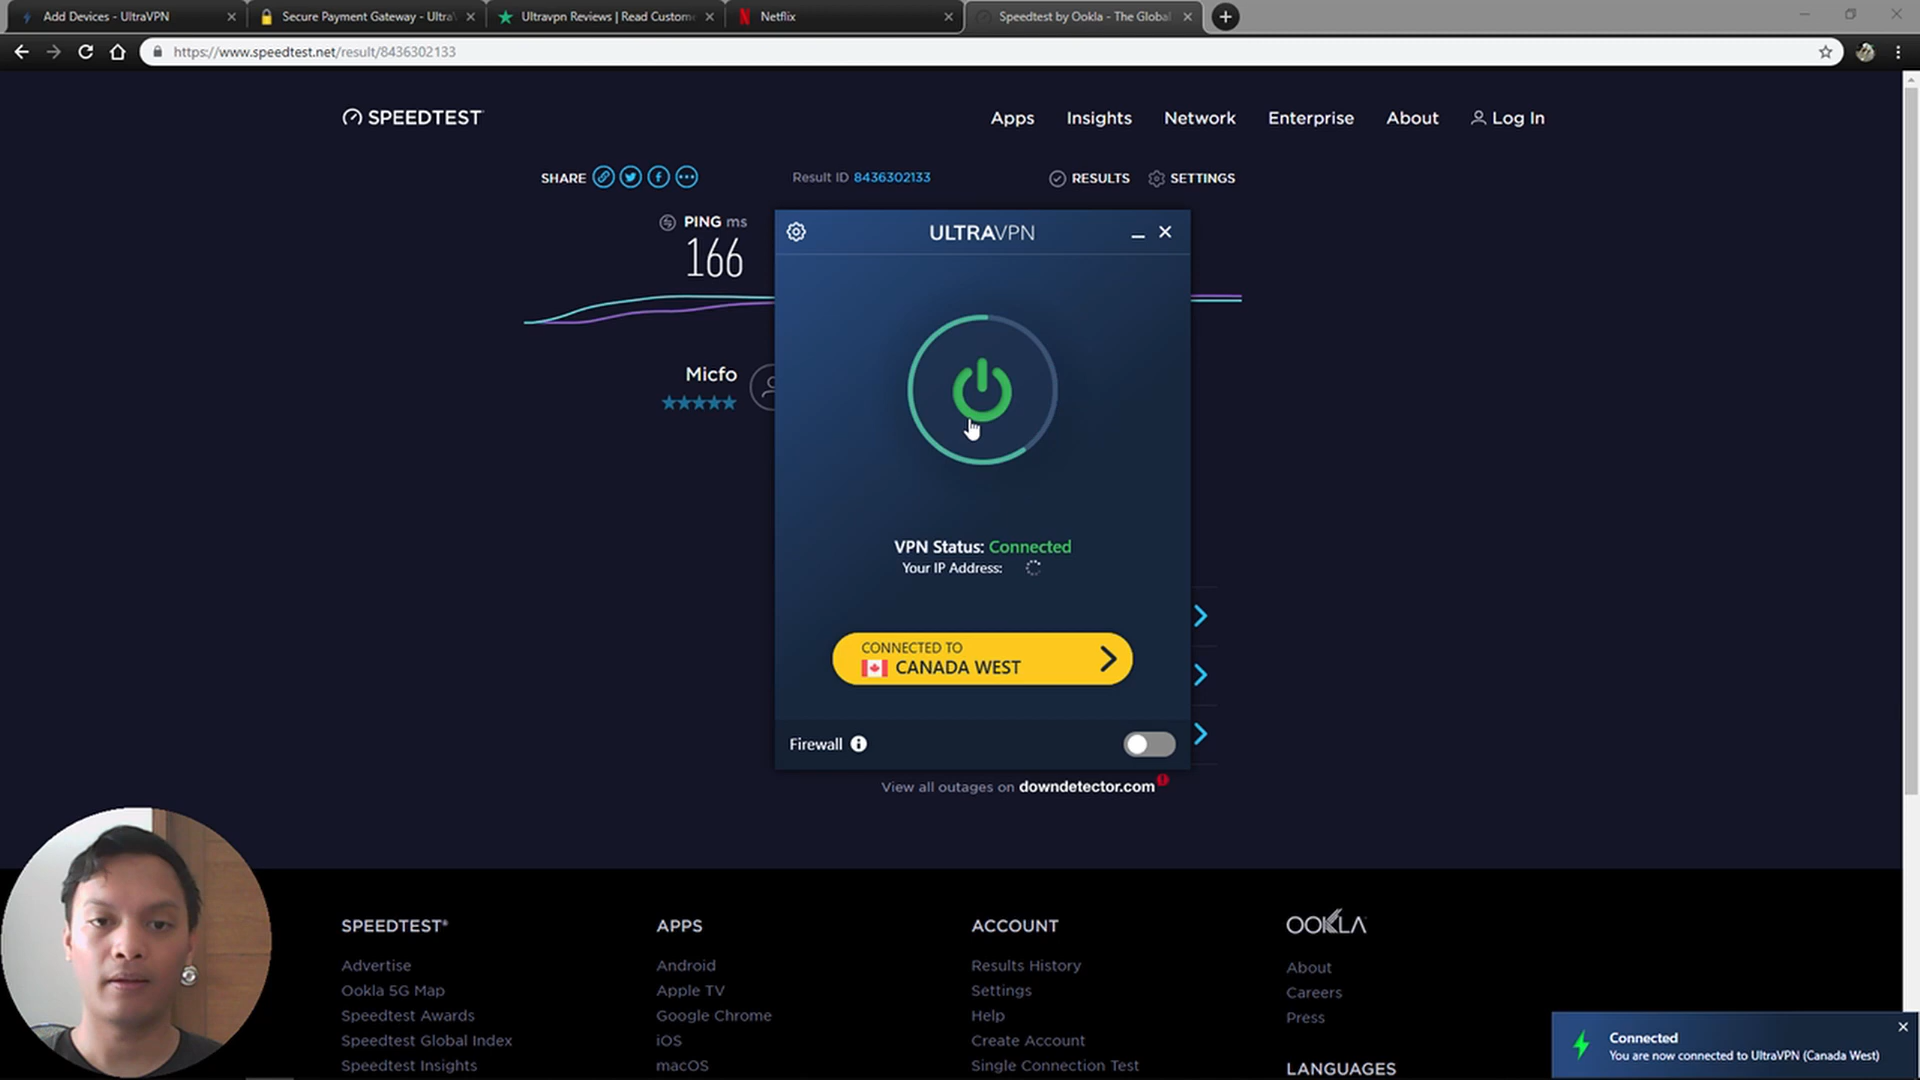 Add Devices - UltraVPN
Secure Payment Gateway - Ultra
Ultravpn Reviews | Read Custome
Netflix
Speedtest by Ookla - The Global
https://www.speedtest.net/result/8436302133
SPEEDTEST
Apps
Insights
Network
Enterprise
About
Log In
SHARE
Result ID 8436302133
RESULTS
SETTINGS
PING ms
166
Micfo
ULTRAVPN
VPN Status: Connected
Your IP Address:
CONNECTED TO
CANADA WEST
Firewall
View all outages on downdetector.com
SPEEDTEST®
Advertise
Ookla 5G Map
Speedtest Awards
Speedtest Global Index
Speedtest Insights
APPS
Android
Apple TV
Google Chrome
iOS
macOS
ACCOUNT
Results History
Settings
Help
Create Account
Single Connection Test
OOKLA
About
Careers
Press
LANGUAGES
Connected
You are now connected to UltraVPN (Canada West)